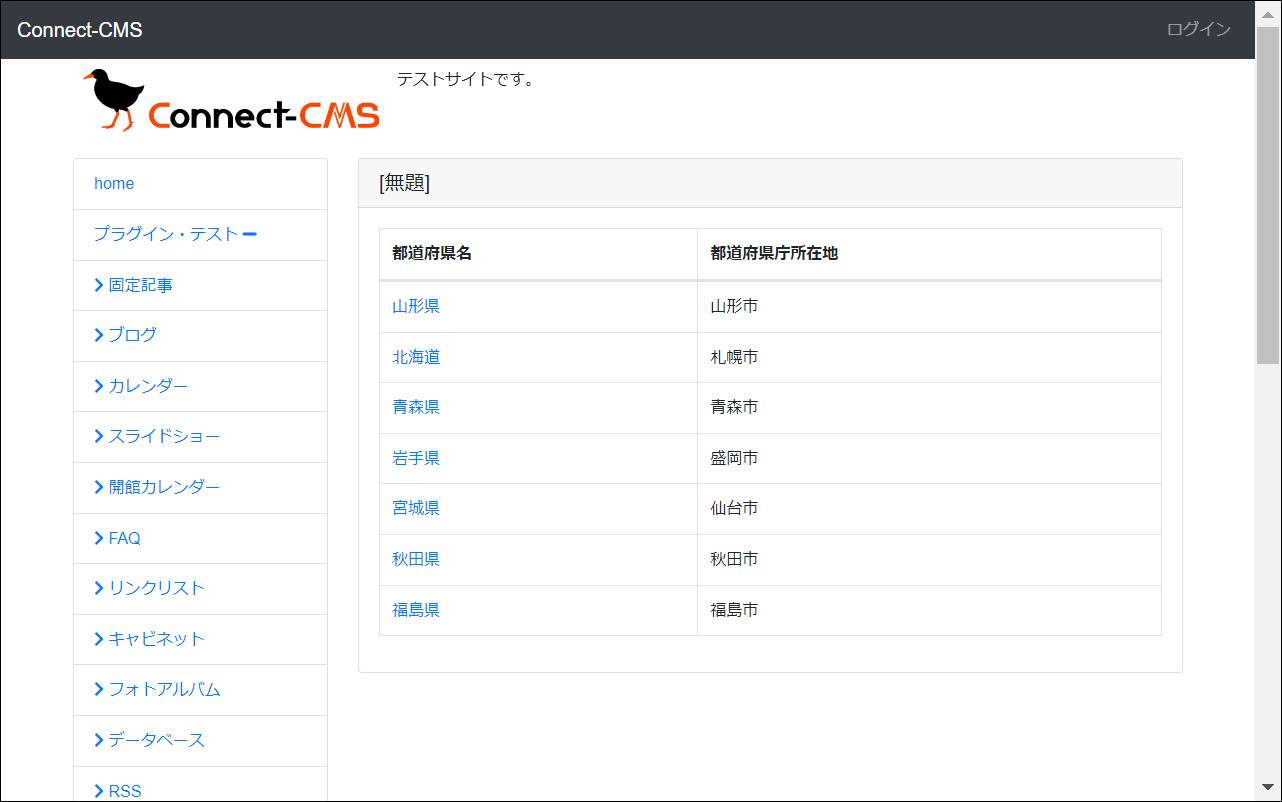 Connect-CMS ログイン
Connect-CMS
テストサイトです。
home
プラグイン・テスト
固定記事
ブログ
カレンダー
スライドショー
開館カレンダー
FAQ
リンクリスト
キャビネット
フォトアルバム
データベース
RSS
[無題]
都道府県名 都道府県庁所在地
山形県 山形市
北海道 札幌市
青森県 青森市
岩手県 盛岡市
宮城県 仙台市
秋田県 秋田市
福島県 福島市